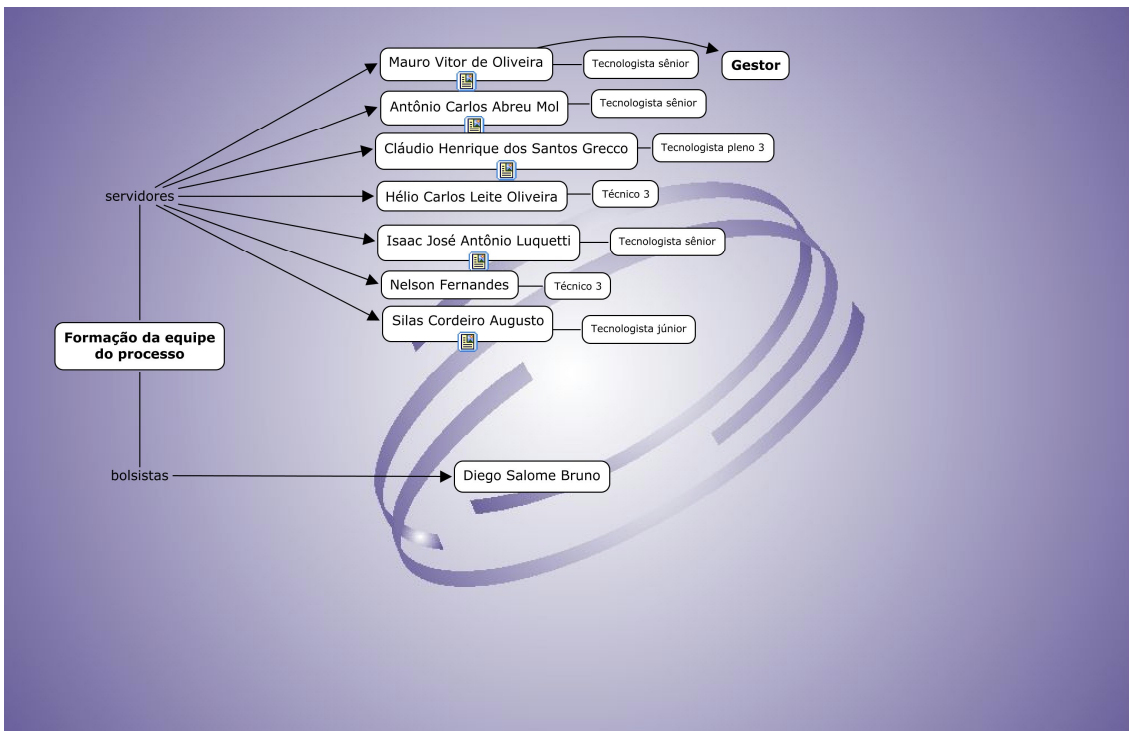 Mauro Vitor de Oliveira
Tecnologista sênior
Gestor
Antônio Carlos Abreu Mol
Tecnologista sênior
Cláudio Henrique dos Santos Grecco
Tecnologista pleno 3
servidores
Hélio Carlos Leite Oliveira
Técnico 3
Isaac José Antônio Luquetti
Tecnologista sênior
Nelson Fernandes
Técnico 3
Silas Cordeiro Augusto
Tecnologista júnior
Formação da equipe
do processo
bolsistas
Diego Salome Bruno